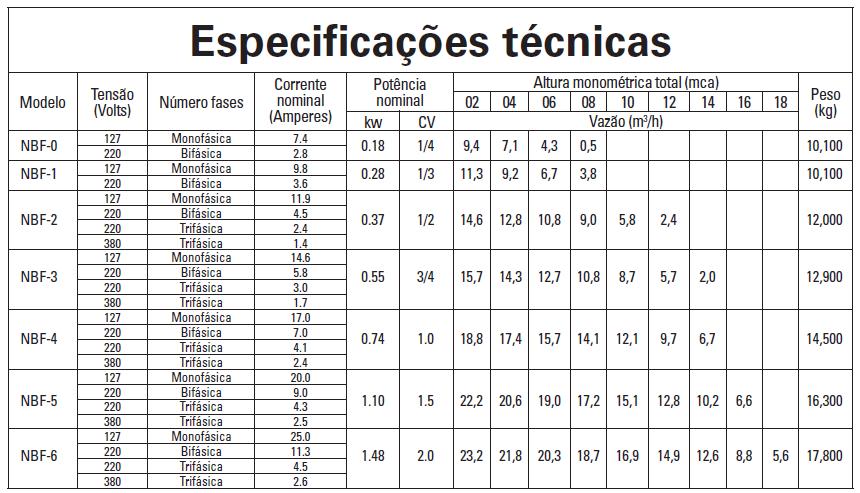 Especificações técnicas
Modelo Tensão (Volts) Número fases Corrente nominal (Amperes) Potência nominal Altura monométrica total (mca) Peso (kg)
02 04 06 08 10 12 14 16 18
kw CV Vazão (m³/h)
NBF-0 127 Monofásica 7.4 0.18 1/4 9,4 7,1 4,3 0,5 10,100
220 Bifásica 2.8
NBF-1 127 Monofásica 9.8 0.28 1/3 11,3 9,2 6,7 3,8 10,100
220 Bifásica 3.6
NBF-2 127 Monofásica 11.9 0.37 1/2 14,6 12,8 10,8 9,0 5,8 2,4 12,000
220 Bifásica 4.5
220 Trifásica 2.4
380 Trifásica 1.4
NBF-3 127 Monofásica 14.6 0.55 3/4 15,7 14,3 12,7 10,8 8,7 5,7 2,0 12,900
220 Bifásica 5.8
220 Trifásica 3.0
380 Trifásica 1.7
NBF-4 127 Monofásica 17.0 0.74 1.0 18,8 17,4 15,7 14,1 12,1 9,7 6,7 14,500
220 Bifásica 7.0
220 Trifásica 4.1
380 Trifásica 2.4
NBF-5 127 Monofásica 20.0 1.10 1.5 22,2 20,6 19,0 17,2 15,1 12,8 10,2 6,6 16,300
220 Bifásica 9.0
220 Trifásica 4.3
380 Trifásica 2.5
NBF-6 127 Monofásica 25.0 1.48 2.0 23,2 21,8 20,3 18,7 16,9 14,9 12,6 8,8 5,6 17,800
220 Bifásica 11.3
220 Trifásica 4.5
380 Trifásica 2.6